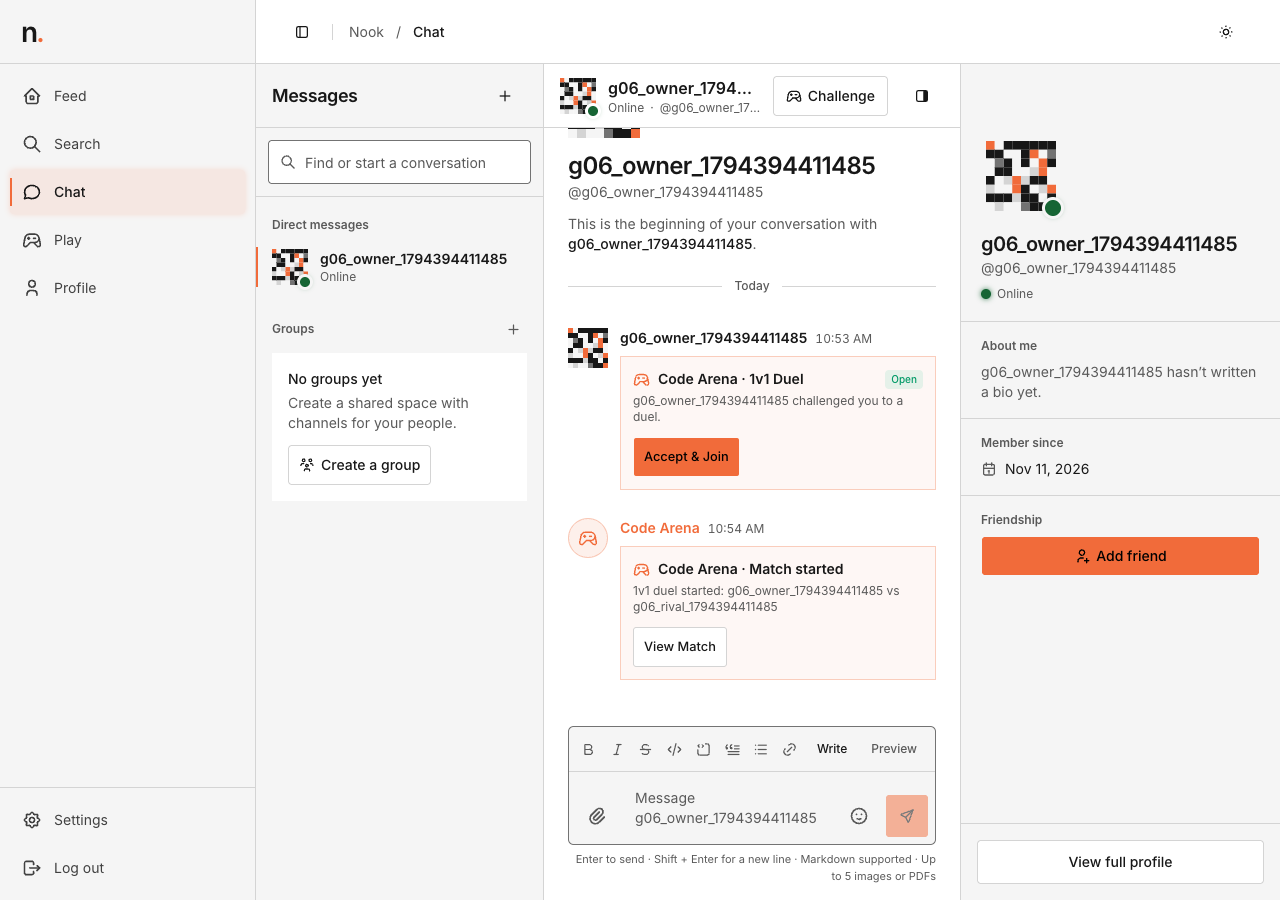 n.
Feed
Search
Chat
Play
Profile
Settings
Log out
Nook / Chat
Messages
Find or start a conversation
Direct messages
g06_owner_1794394411485
Online
Groups
No groups yet
Create a shared space with
channels for your people.
Create a group
g06_owner_1794...
Online · @g06_owner_17...
Challenge
g06_owner_1794394411485
@g06_owner_1794394411485
This is the beginning of your conversation with
g06_owner_1794394411485.
Today
g06_owner_1794394411485 10:53 AM
Code Arena · 1v1 Duel Open
g06_owner_1794394411485 challenged you to a
duel.
Accept & Join
Code Arena 10:54 AM
Code Arena · Match started
1v1 duel started: g06_owner_1794394411485 vs
g06_rival_1794394411485
View Match
Write Preview
Message
g06_owner_1794394411485
Enter to send · Shift + Enter for a new line · Markdown supported · Up
to 5 images or PDFs
g06_owner_1794394411485
@g06_owner_1794394411485
Online
About me
g06_owner_1794394411485 hasn't written
a bio yet.
Member since
Nov 11, 2026
Friendship
Add friend
View full profile